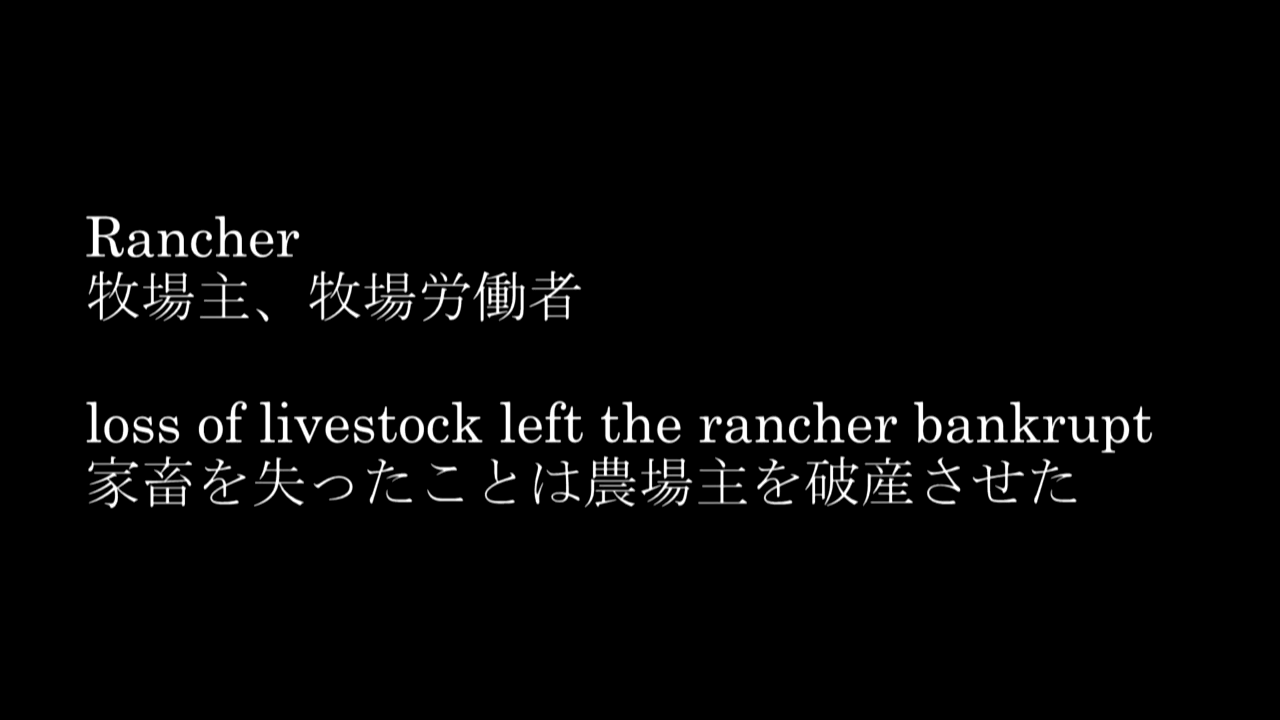 Rancher
牧場主、牧場労働者
loss of livestock left the rancher bankrupt
家畜を失ったことは農場主を破産させた